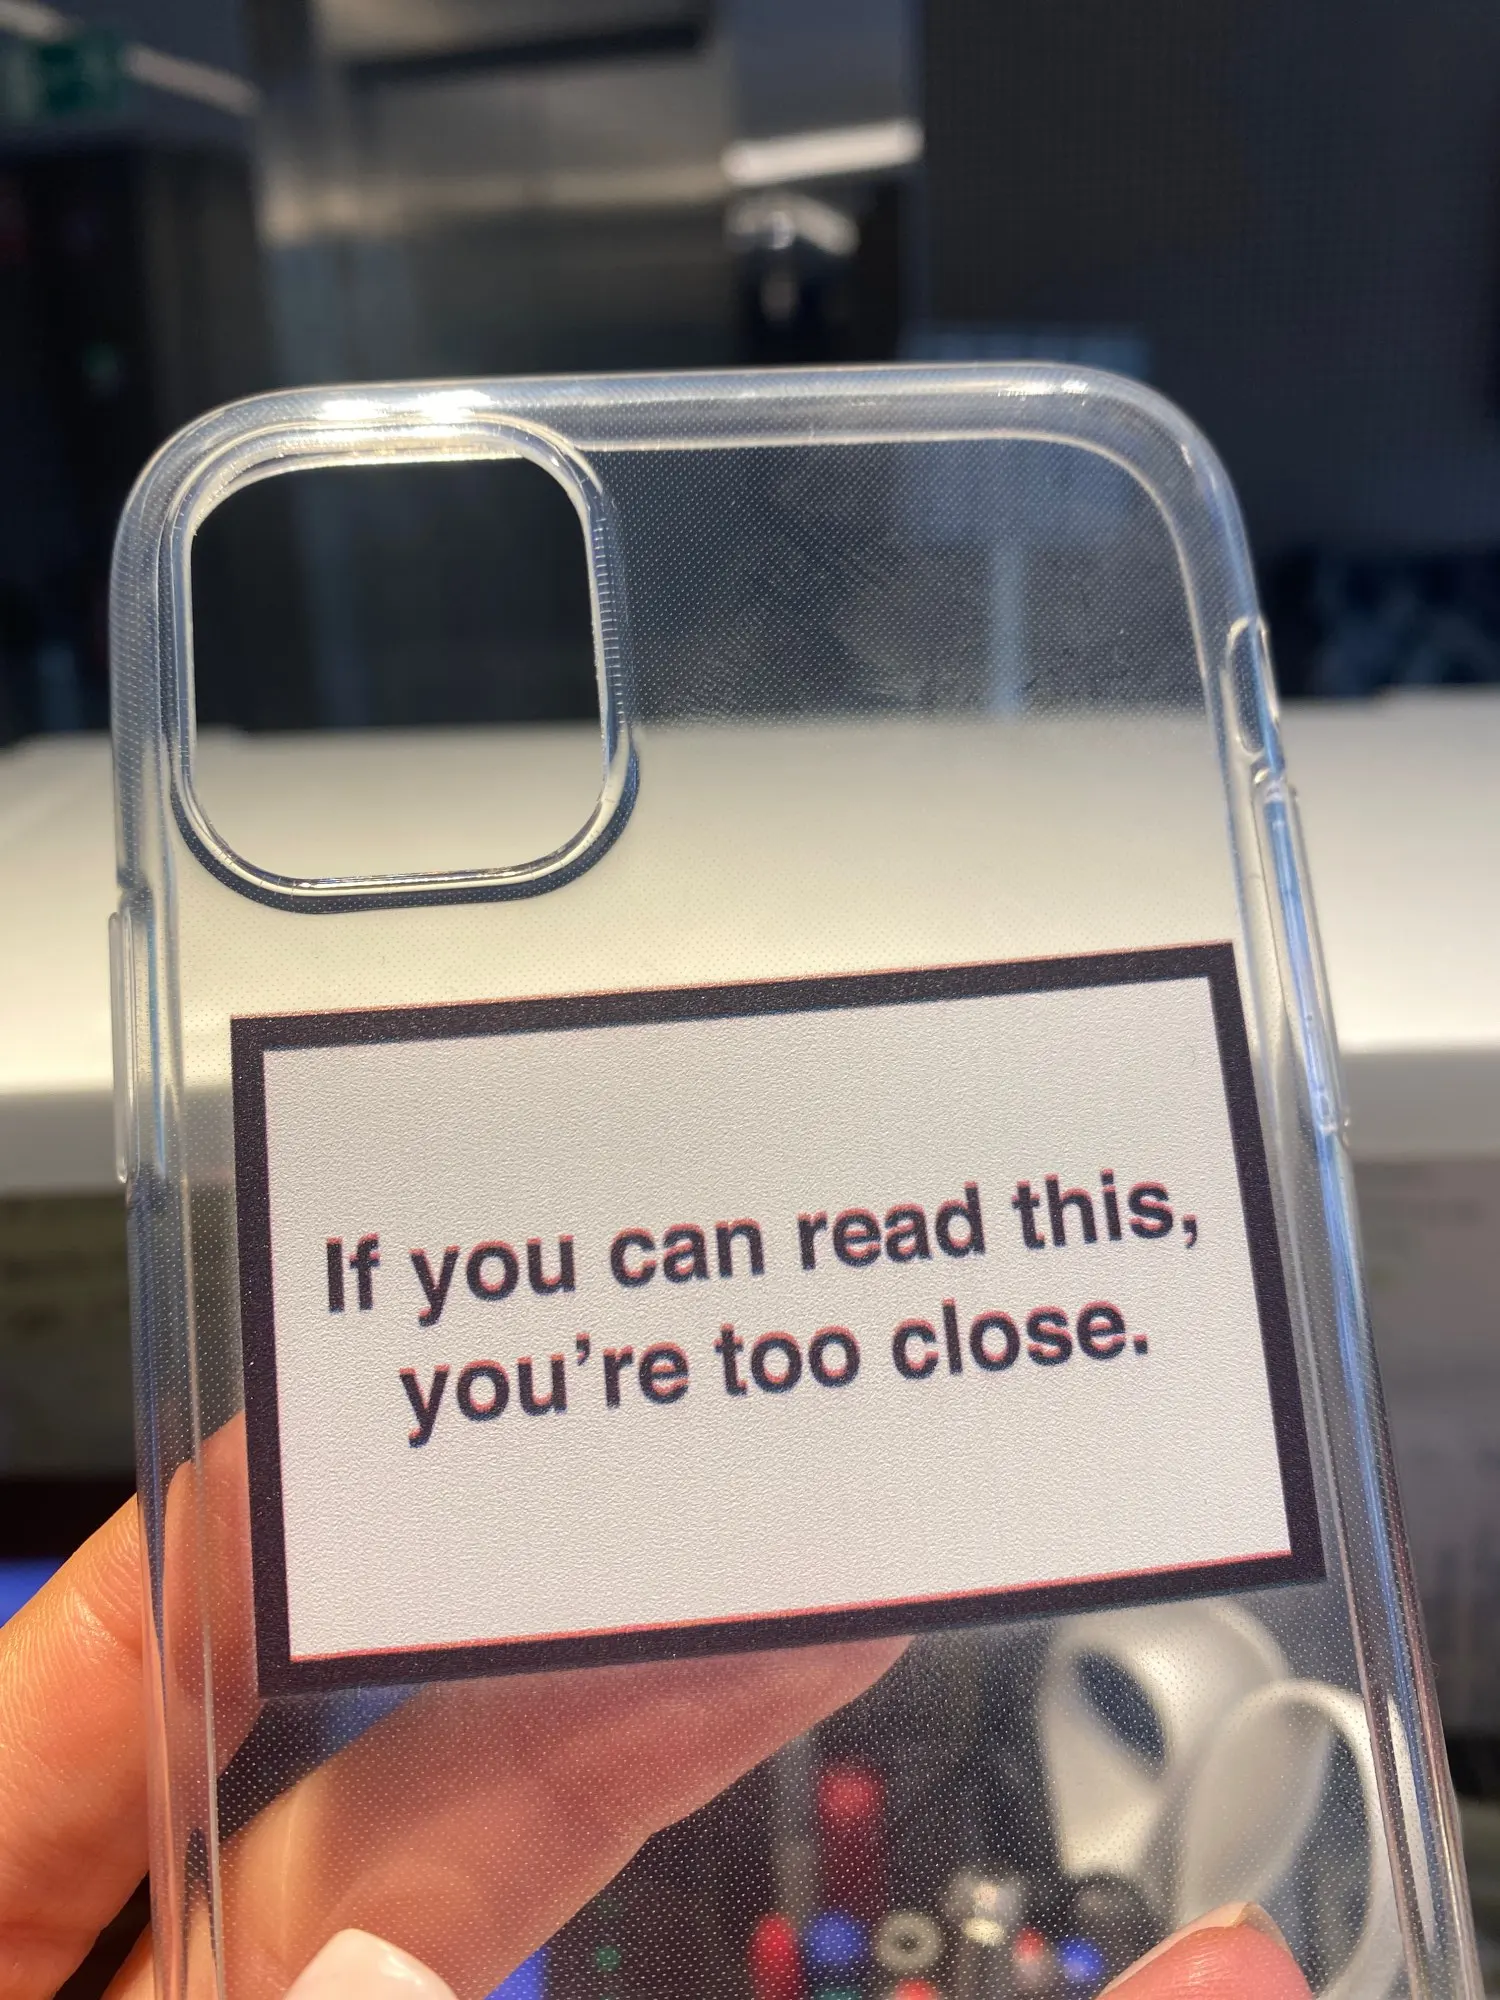 If you can read this,
you’re too close.